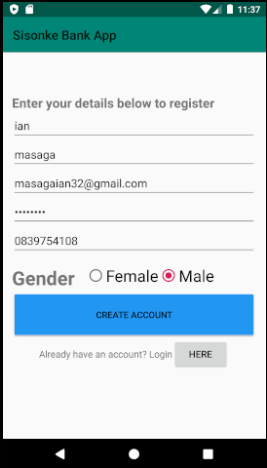 11:37
Sisonke Bank App
Enter your details below to register
ian
masaga
masagaian32@gmail.com
••••••••
0839754108
Gender Female Male
CREATE ACCOUNT
Already have an account? Login HERE